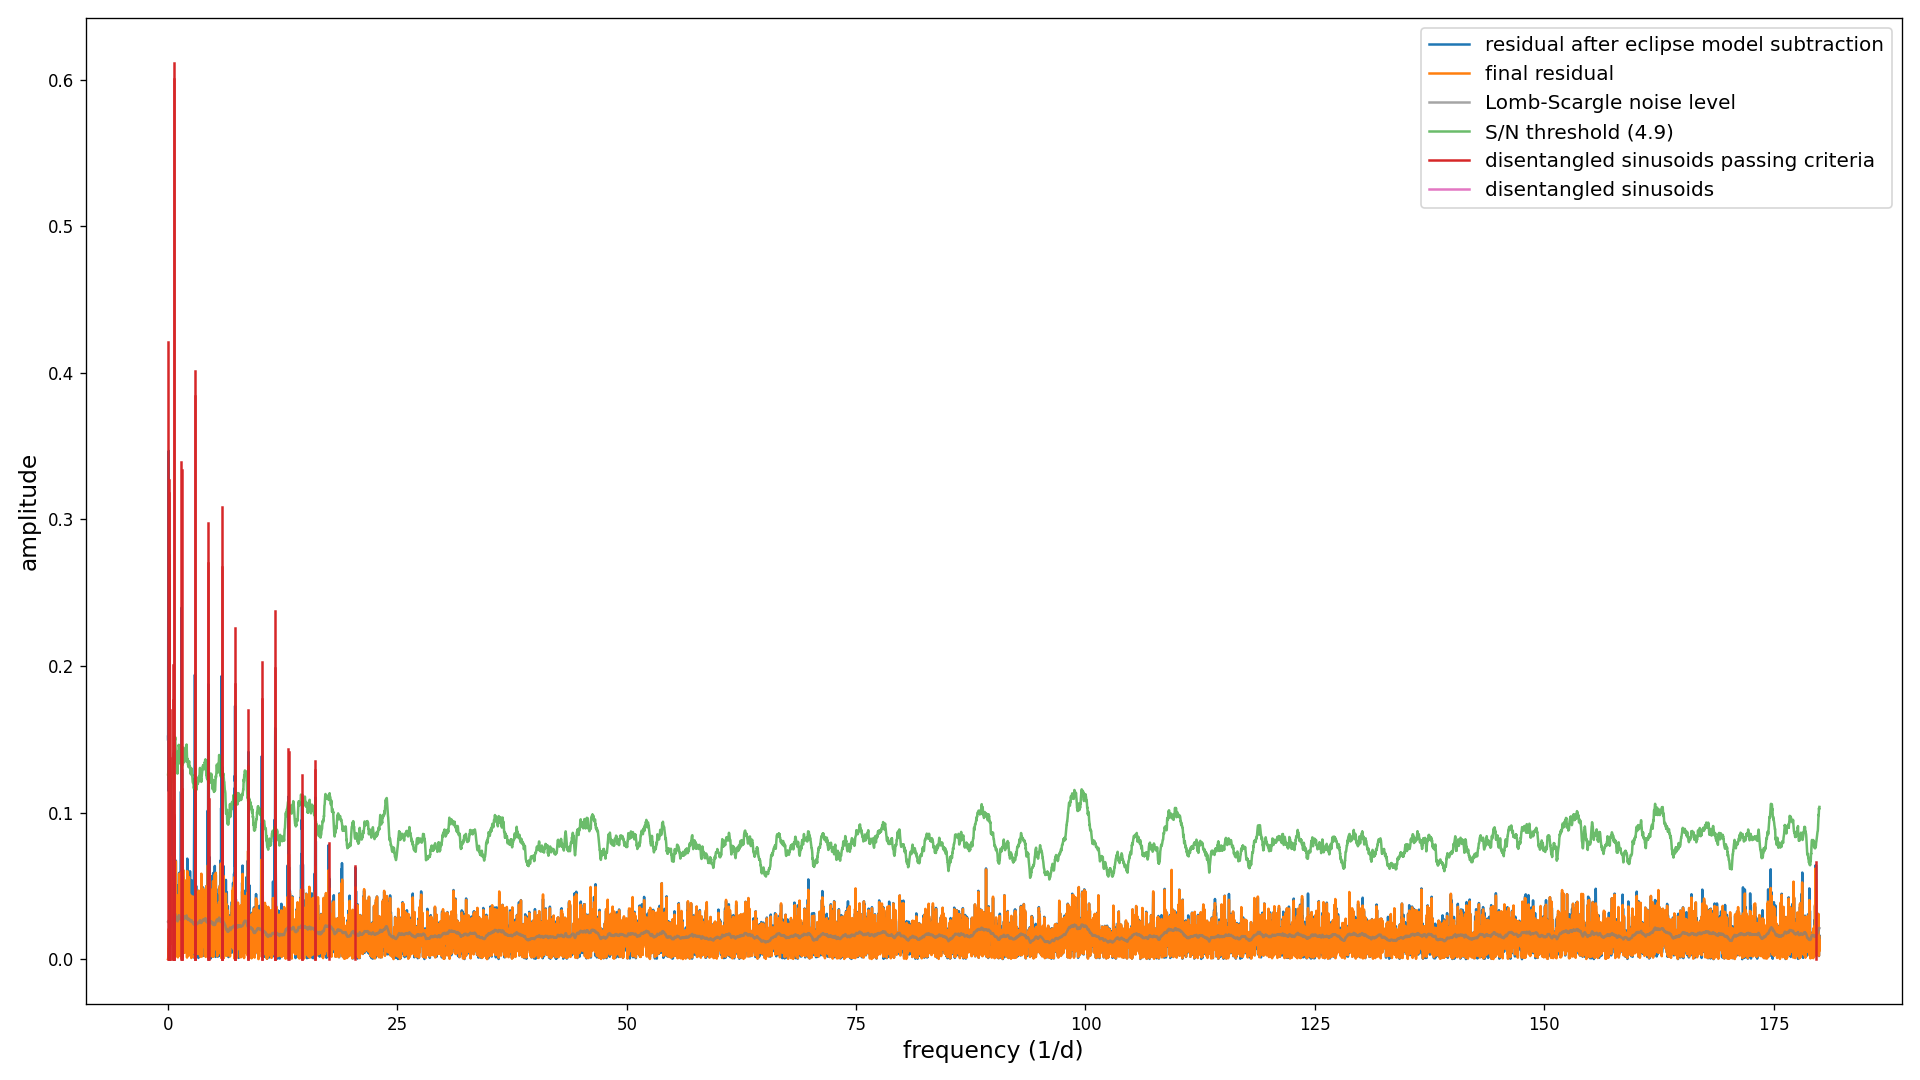 residual after eclipse model subtraction
final residual
Lomb-Scargle noise level
S/N threshold (4.9)
disentangled sinusoids passing criteria
disentangled sinusoids
0.6
0.5
0.4
0.3
0.2
0.1
0.0
amplitude
0 25 50 75 100 125 150 175
frequency (1/d)